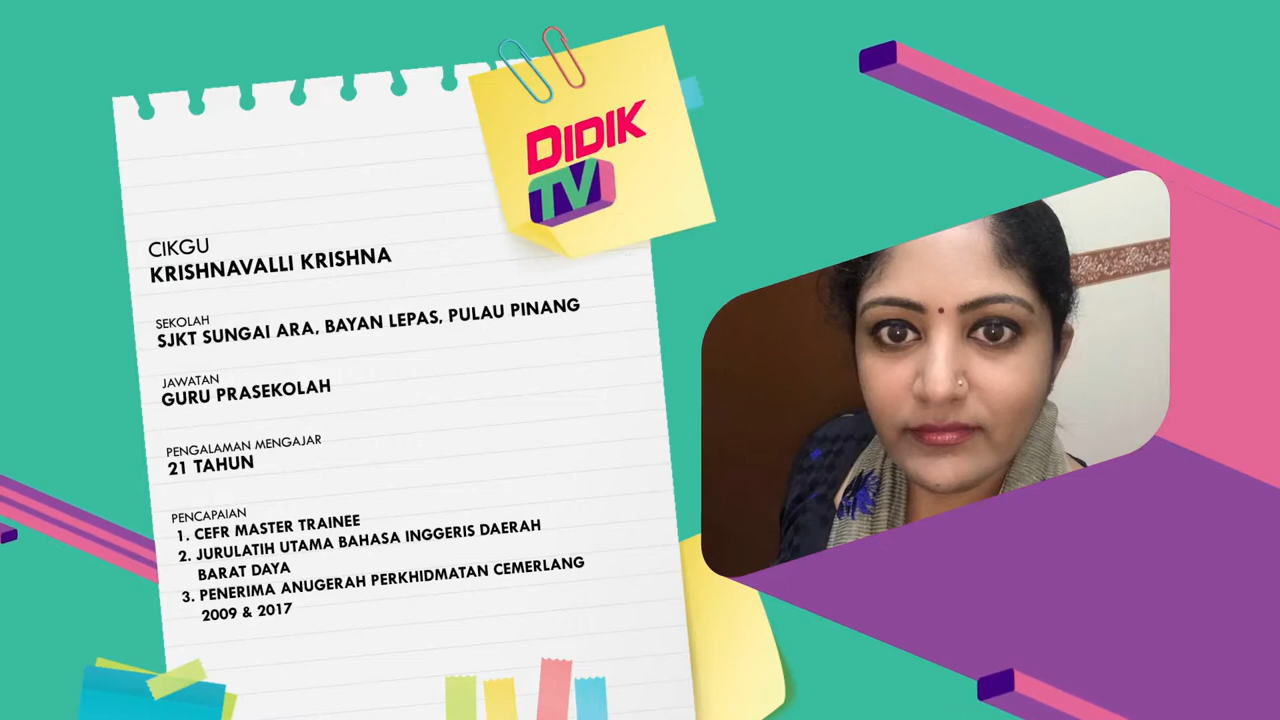 DIDIK
TV
CIKGU
KRISHNAVALLI KRISHNA
SEKOLAH
SJKT SUNGAI ARA, BAYAN LEPAS, PULAU PINANG
JAWATAN
GURU PRASEKOLAH
PENGALAMAN MENGAJAR
21 TAHUN
PENCAPAIAN
1. CEFR MASTER TRAINEE
2. JURULATIH UTAMA BAHASA INGGERIS DAERAH
BARAT DAYA
3. PENERIMA ANUGERAH PERKHIDMATAN CEMERLANG
2009 & 2017